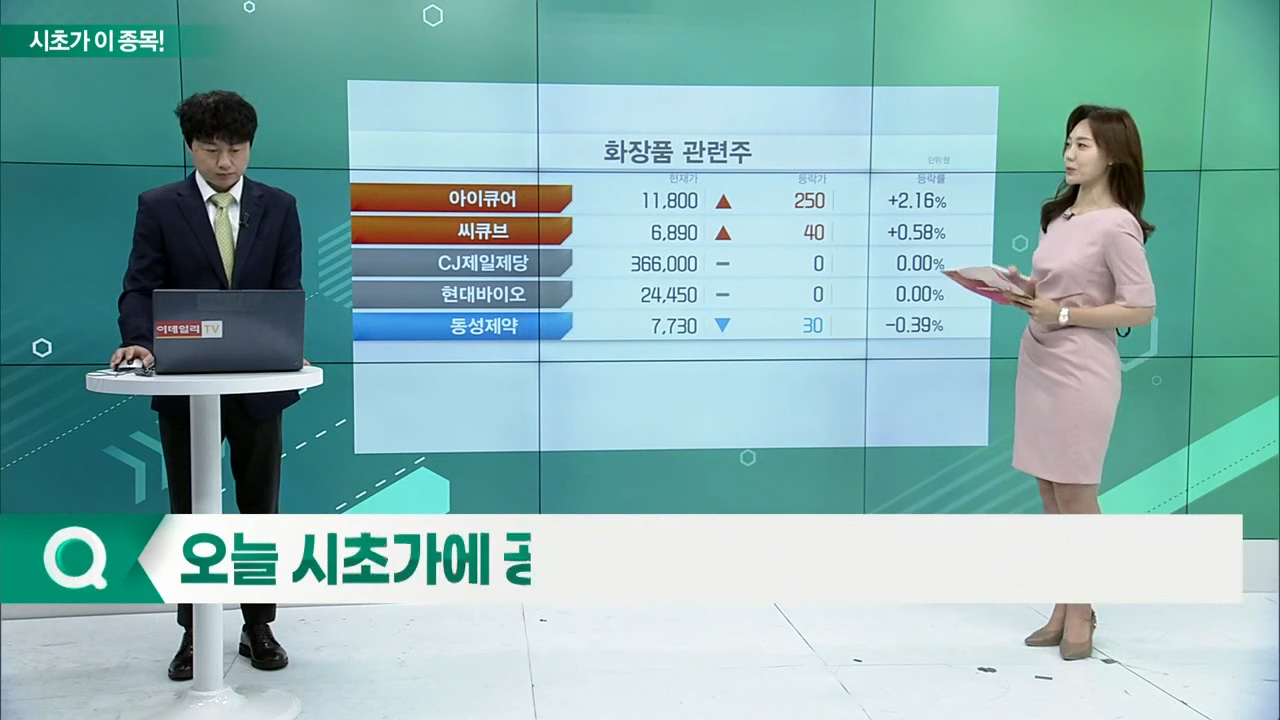 시초가 이 종목!
화장품 관련주
단위:원
현재가 등락가 등락률
아이큐어 11,800 ▲ 250 +2.16%
씨큐브 6,890 ▲ 40 +0.58%
CJ제일제당 366,000 - 0 0.00%
현대바이오 24,450 - 0 0.00%
동성제약 7,730 ▼ 30 -0.39%
이데일리 TV
오늘 시초가에